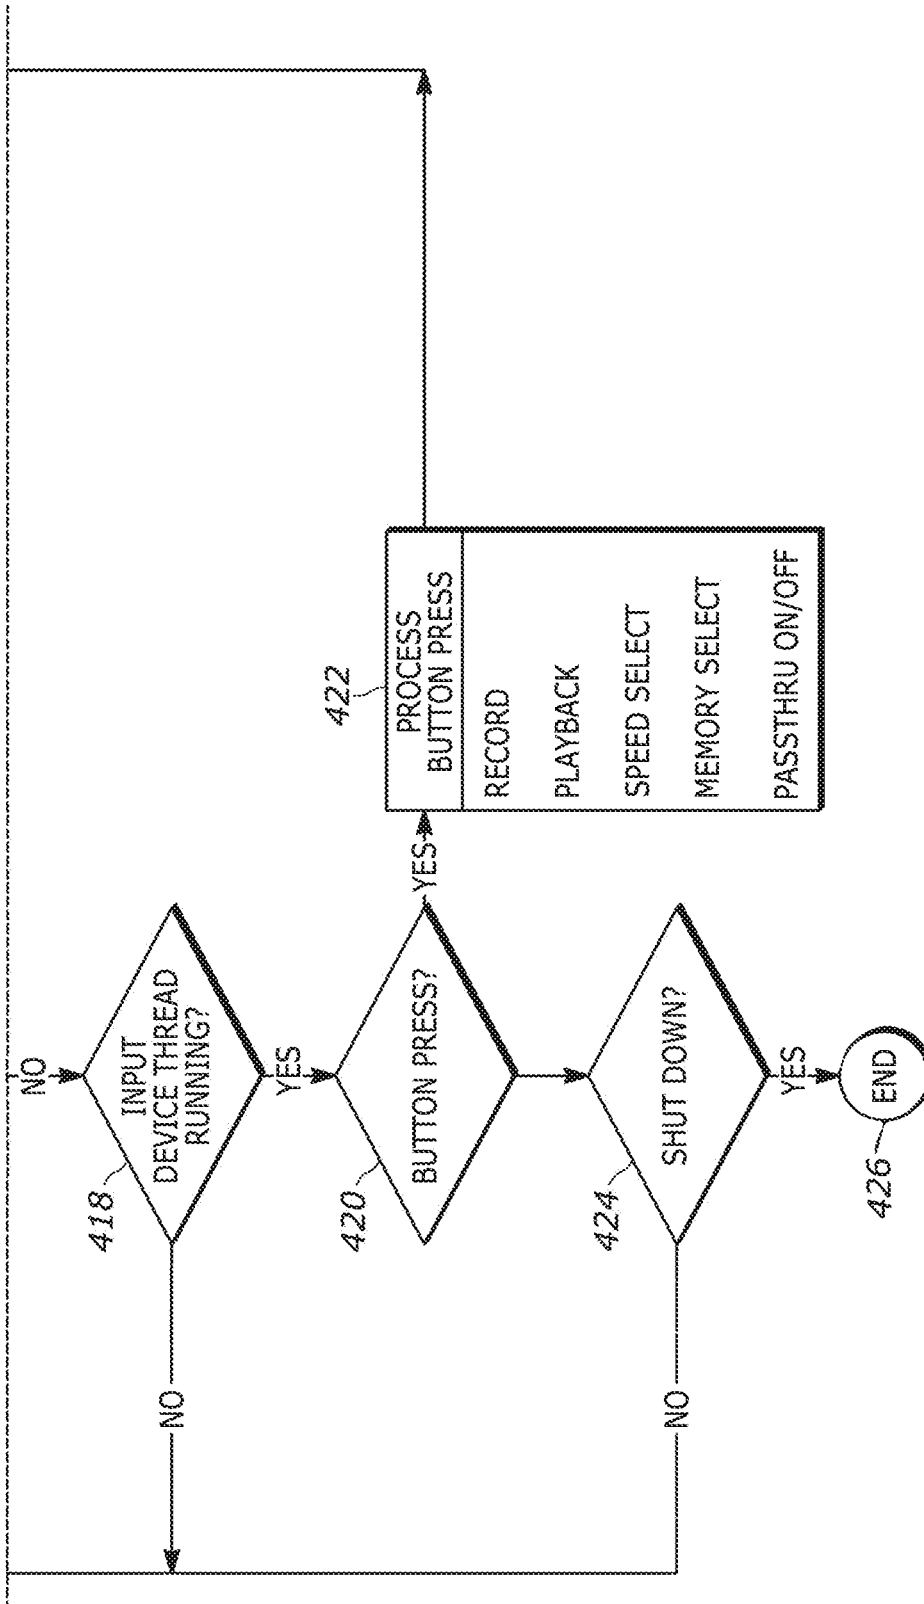 NO
418
INPUT
DEVICE THREAD
RUNNING?
NO
YES
420
BUTTON PRESS?
YES
422
PROCESS
BUTTON PRESS
RECORD
PLAYBACK
SPEED SELECT
MEMORY SELECT
PASSTHRU ON/OFF
424
SHUT DOWN?
NO
YES
426
END